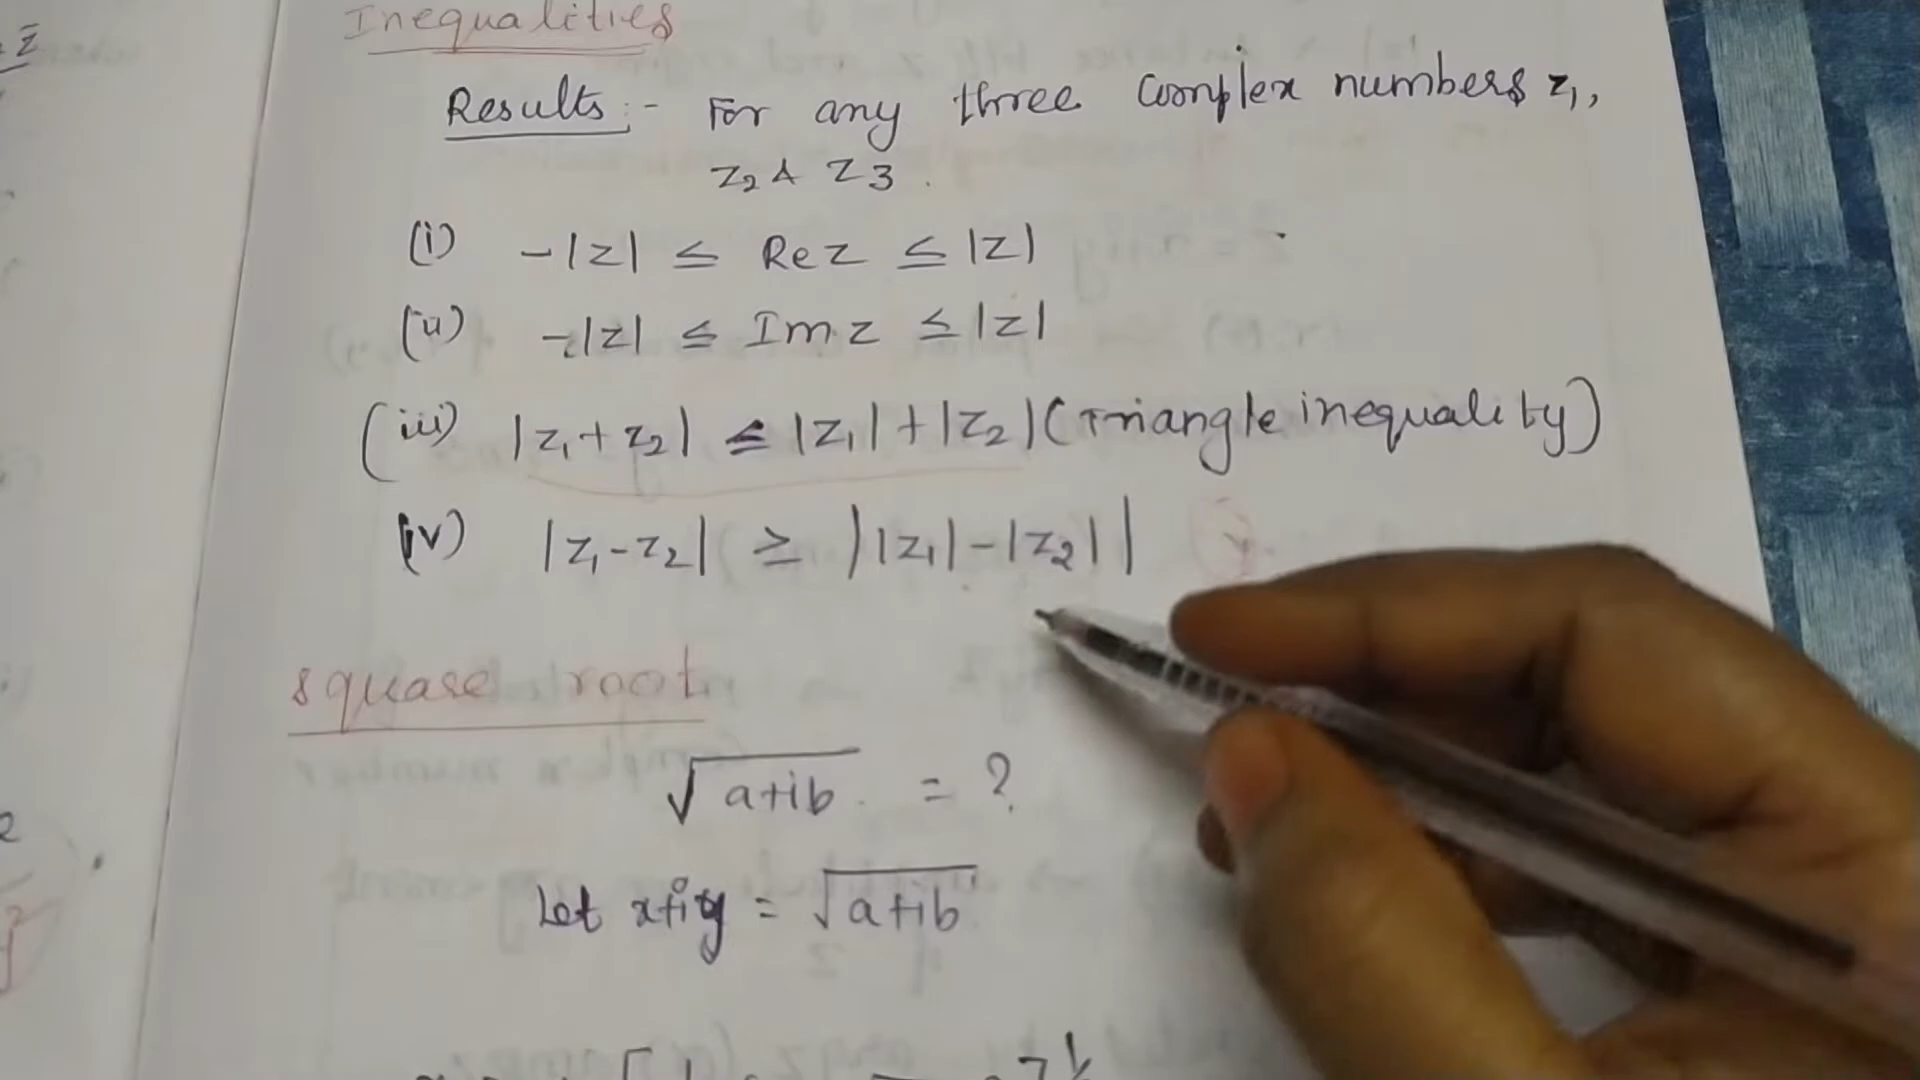 Inequalities
Results :- For any three Complex numbers z₁,
z₂ & z₃.
(i) -|z| ≤ Re z ≤ |z|
(ii) -|z| ≤ Im z ≤ |z|
(iii) |z₁+z₂| ≤ |z₁|+|z₂| (Triangle inequality)
(iv) |z₁-z₂| ≥ ||z₁|-|z₂||
square root
√a+ib = ?
Let x+iy = √a+ib